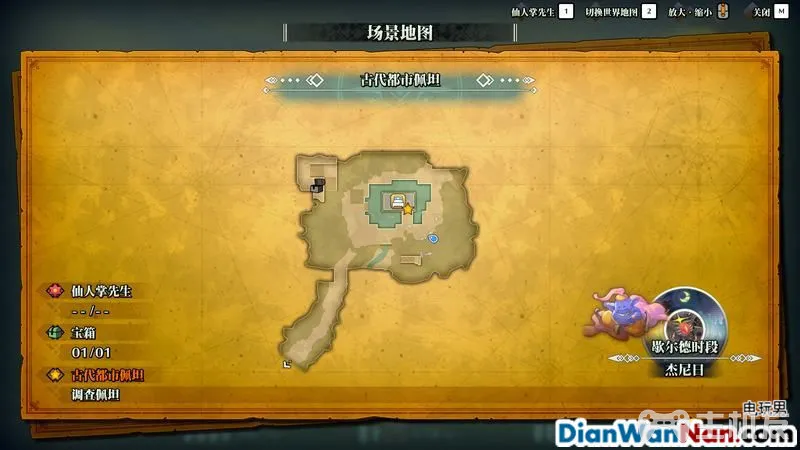 仙人掌先生 1 切换世界地图 2 放大·缩小 关闭 M
场景地图
古代都市佩坦
仙人掌先生
--/--
宝箱
01/01
古代都市佩坦
调查佩坦
歇尔德时段
杰尼日
电玩男
DianWanNan.com